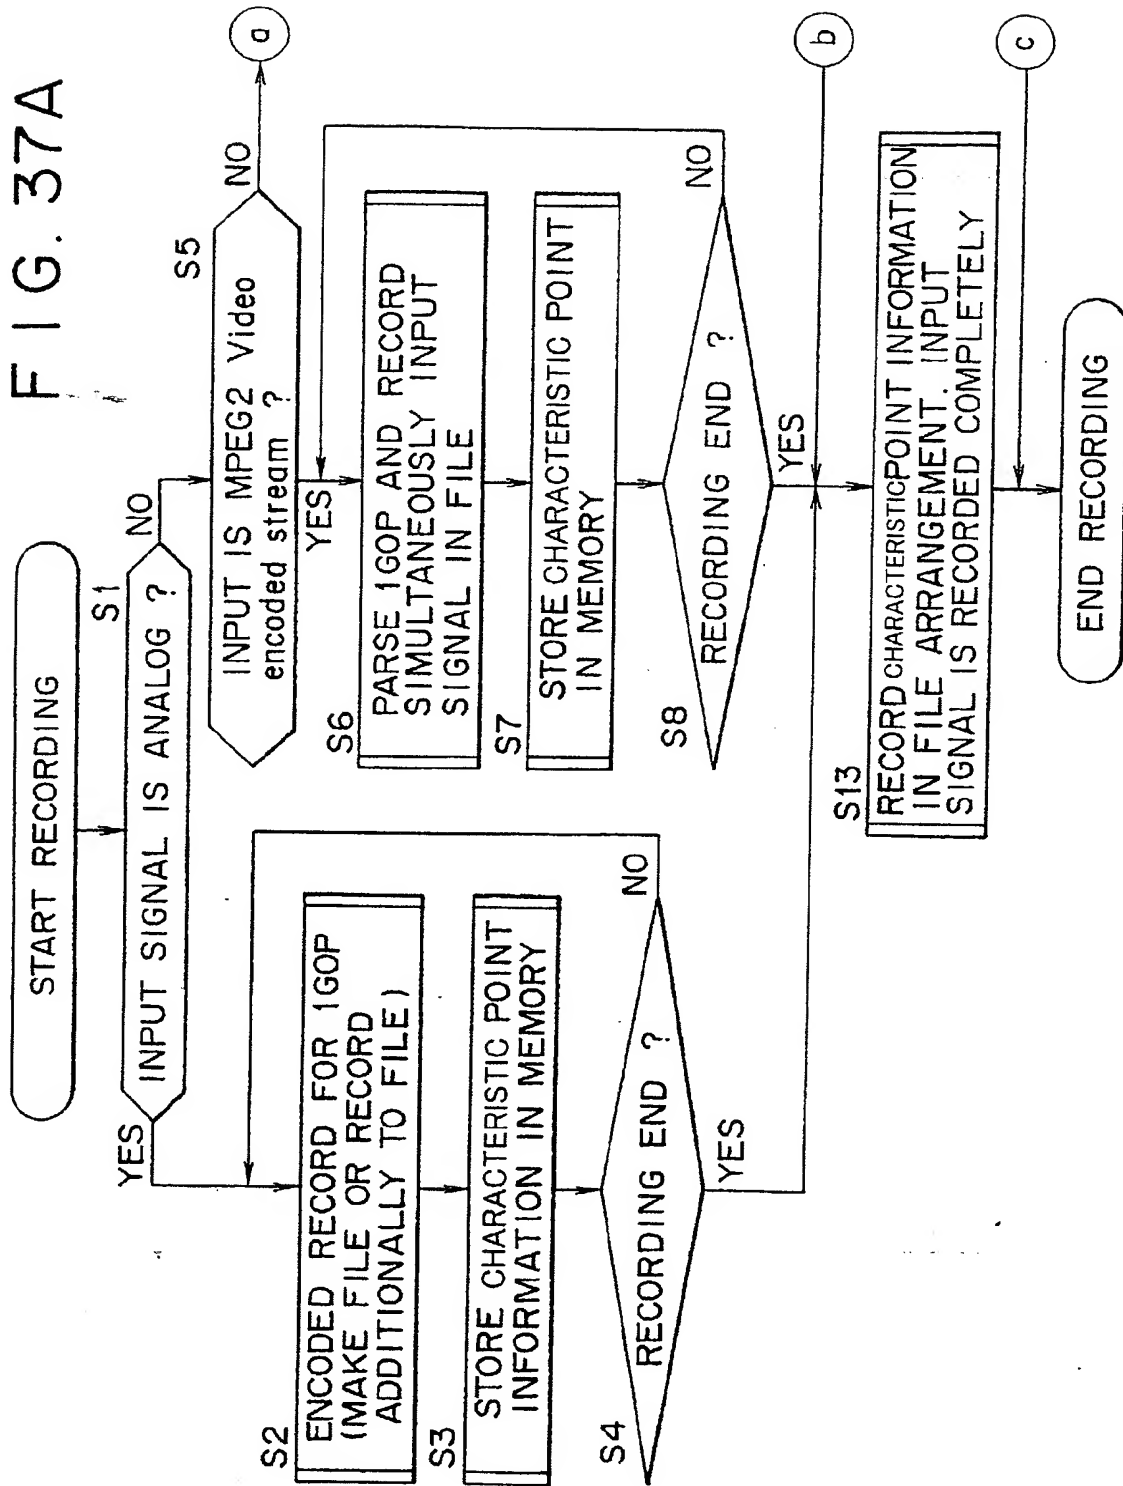 FIG. 37A
START RECORDING
S1
INPUT SIGNAL IS ANALOG ?
YES
NO
S2
ENCODED RECORD FOR 1GOP
(MAKE FILE OR RECORD
ADDITIONALLY TO FILE)
S3
STORE CHARACTERISTIC POINT
INFORMATION IN MEMORY
S4
RECORDING END ?
NO
YES
S5
INPUT IS MPEG2 Video
encoded stream ?
NO
a
YES
S6
PARSE 1GOP AND RECORD
SIMULTANEOUSLY INPUT
SIGNAL IN FILE
S7
STORE CHARACTERISTIC POINT
IN MEMORY
S8
RECORDING END ?
NO
YES
b
S13
RECORD CHARACTERISTIC POINT INFORMATION
IN FILE ARRANGEMENT. INPUT
SIGNAL IS RECORDED COMPLETELY
c
END RECORDING